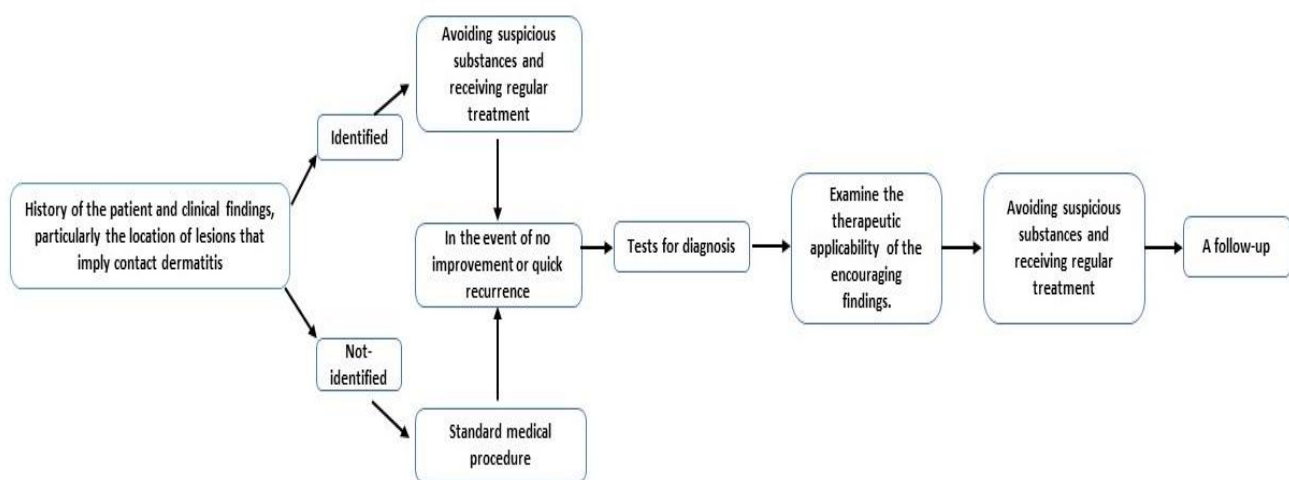 History of the patient and clinical findings,
particularly the location of lesions that
imply contact dermatitis
Identified
Avoiding suspicious
substances and
receiving regular
treatment
Not-
identified
Standard medical
procedure
In the event of no
improvement or quick
recurrence
Tests for diagnosis
Examine the
therapeutic
applicability of the
encouraging
findings.
Avoiding suspicious
substances and
receiving regular
treatment
A follow-up